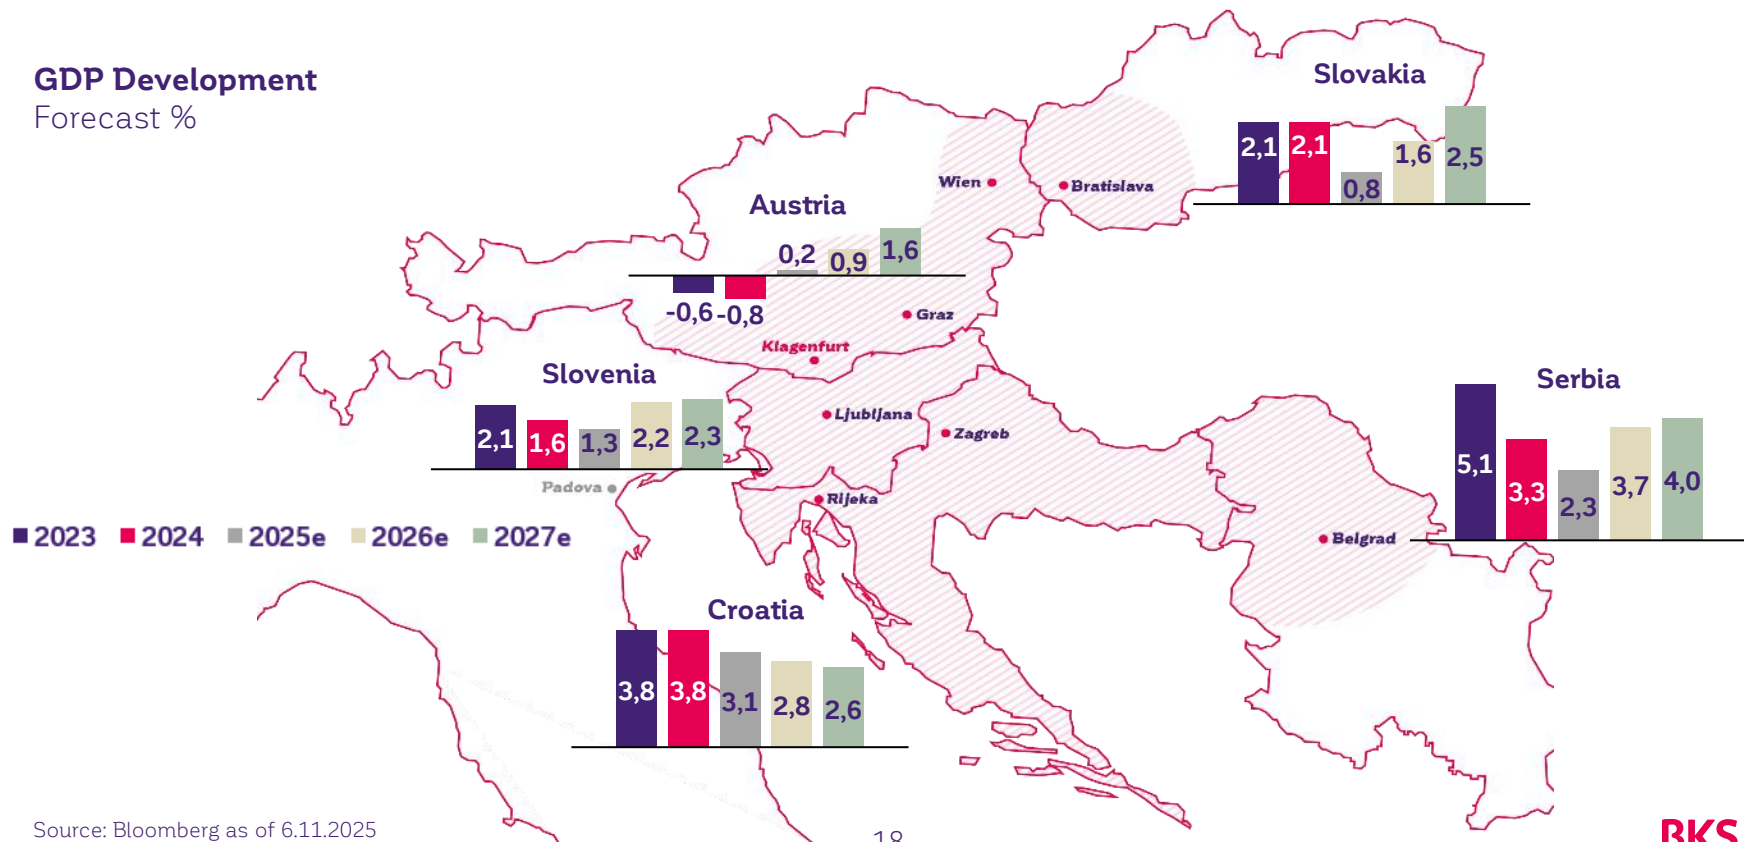 GDP Development
Forecast %
Slovakia
2,1 2,1 0,8 1,6 2,5
Wien
Bratislava
Austria
-0,6 -0,8 0,2 0,9 1,6
Graz
Klagenfurt
Slovenia
2,1 1,6 1,3 2,2 2,3
Serbia
5,1 3,3 2,3 3,7 4,0
Ljubljana
Zagreb
Padova
Rijeka
Belgrad
2023 2024 2025e 2026e 2027e
Croatia
3,8 3,8 3,1 2,8 2,6
Source: Bloomberg as of 6.11.2025
18
BKS